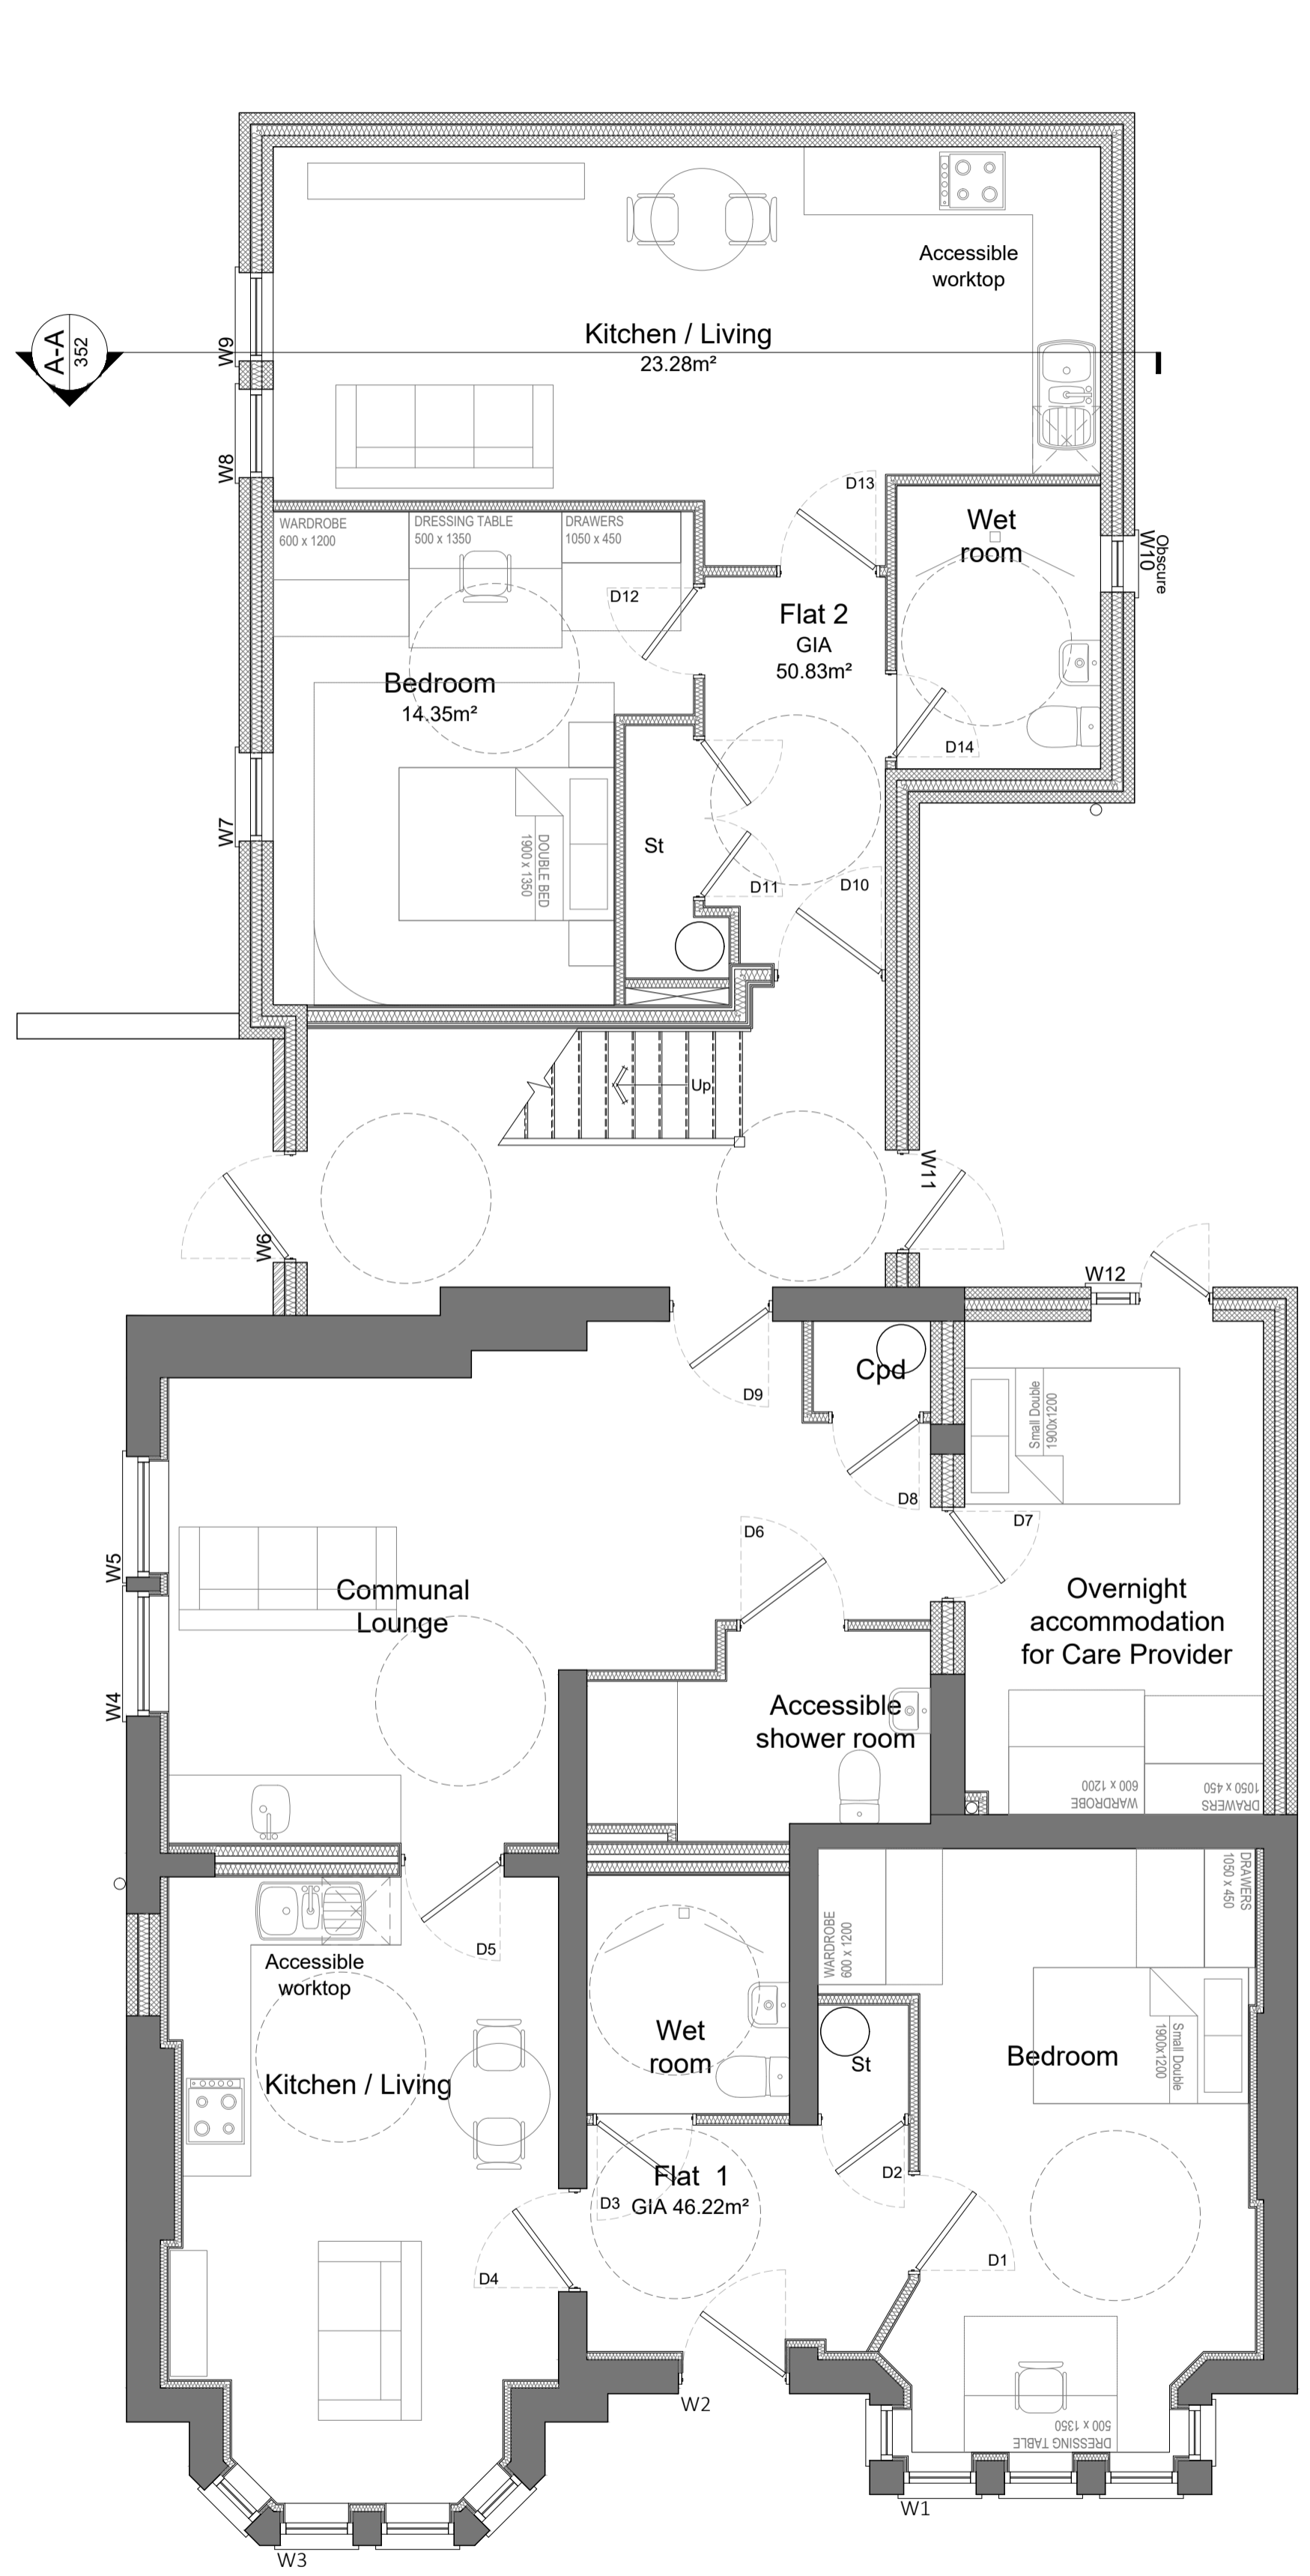 Accessible
worktop
Kitchen / Living
23.28m²
A-A
352
W9
W8
D13
WARDROBE
600 x 1200
DRESSING TABLE
500 x 1350
DRAWERS
1050 x 450
Wet
room
Obscure
W10
D12
Flat 2
GIA
50.83m²
Bedroom
14.35m²
D14
W7
St
DOUBLE BED
1900 x 1350
D11
D10
Up
W11
W6
W12
Cpd
D9
Small Double
1900x1200
D8
D7
D6
W5
Communal
Lounge
Overnight
accommodation
for Care Provider
W4
Accessible
shower room
WARDROBE
600 x 1200
DRAWERS
1050 x 450
DRAWERS
1050 x 450
WARDROBE
600 x 1200
D5
Accessible
worktop
Wet
room
St
Bedroom
Small Double
1900x1200
Kitchen / Living
Flat 1
GIA 46.22m²
D2
D3
D1
D4
W2
DRESSING TABLE
500 x 1350
W1
W3